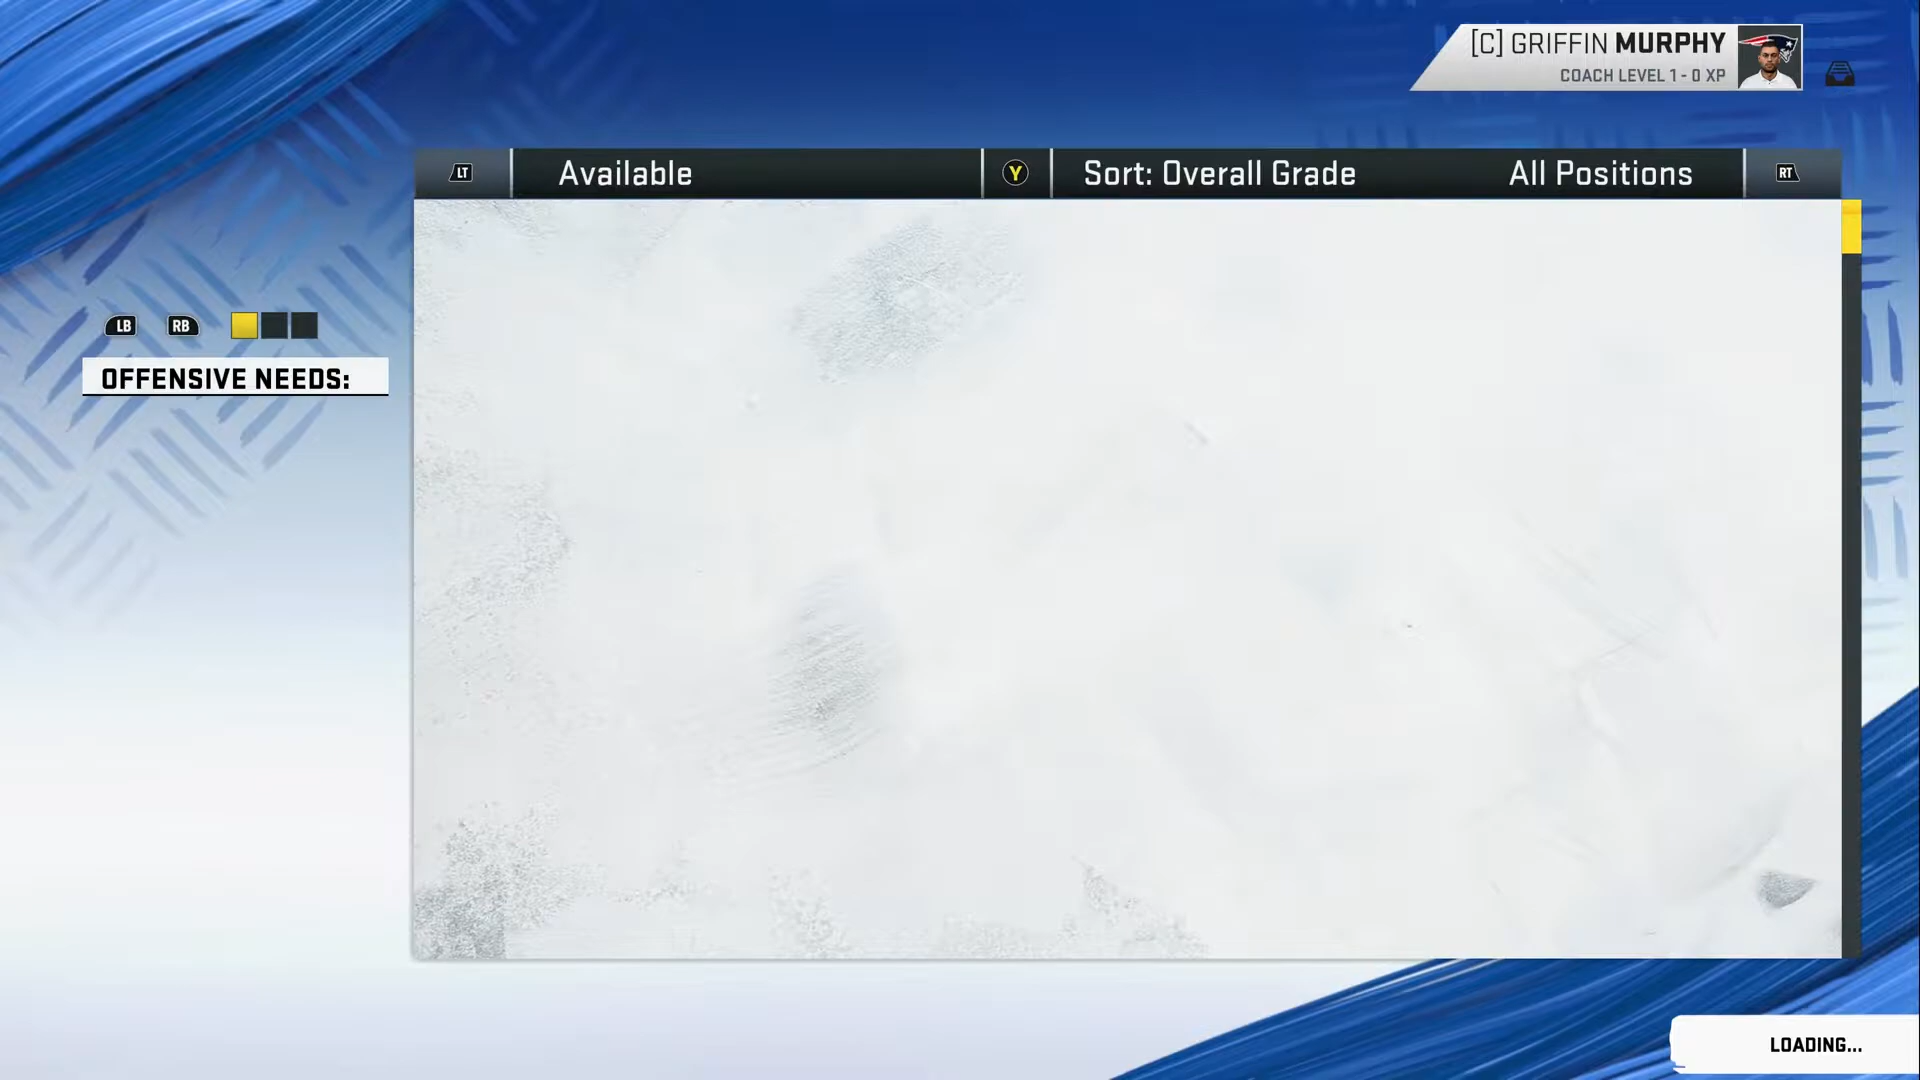 [C] GRIFFIN MURPHY
COACH LEVEL 1 - 0 XP
LT Available Y Sort: Overall Grade All Positions RT
LB RB
OFFENSIVE NEEDS:
LOADING...